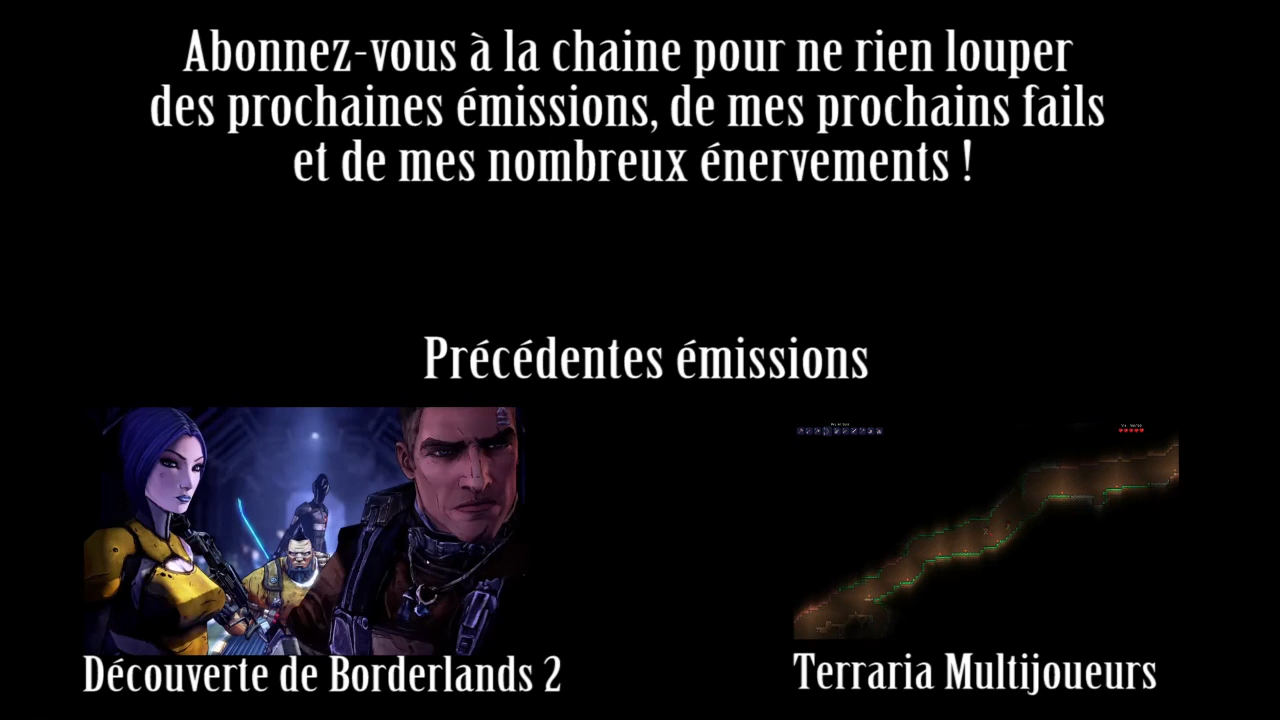 Abonnez-vous à la chaine pour ne rien louper
des prochaines émissions, de mes prochains fails
et de mes nombreux énervements !
Précédentes émissions
Découverte de Borderlands 2
Terraria Multijoueurs